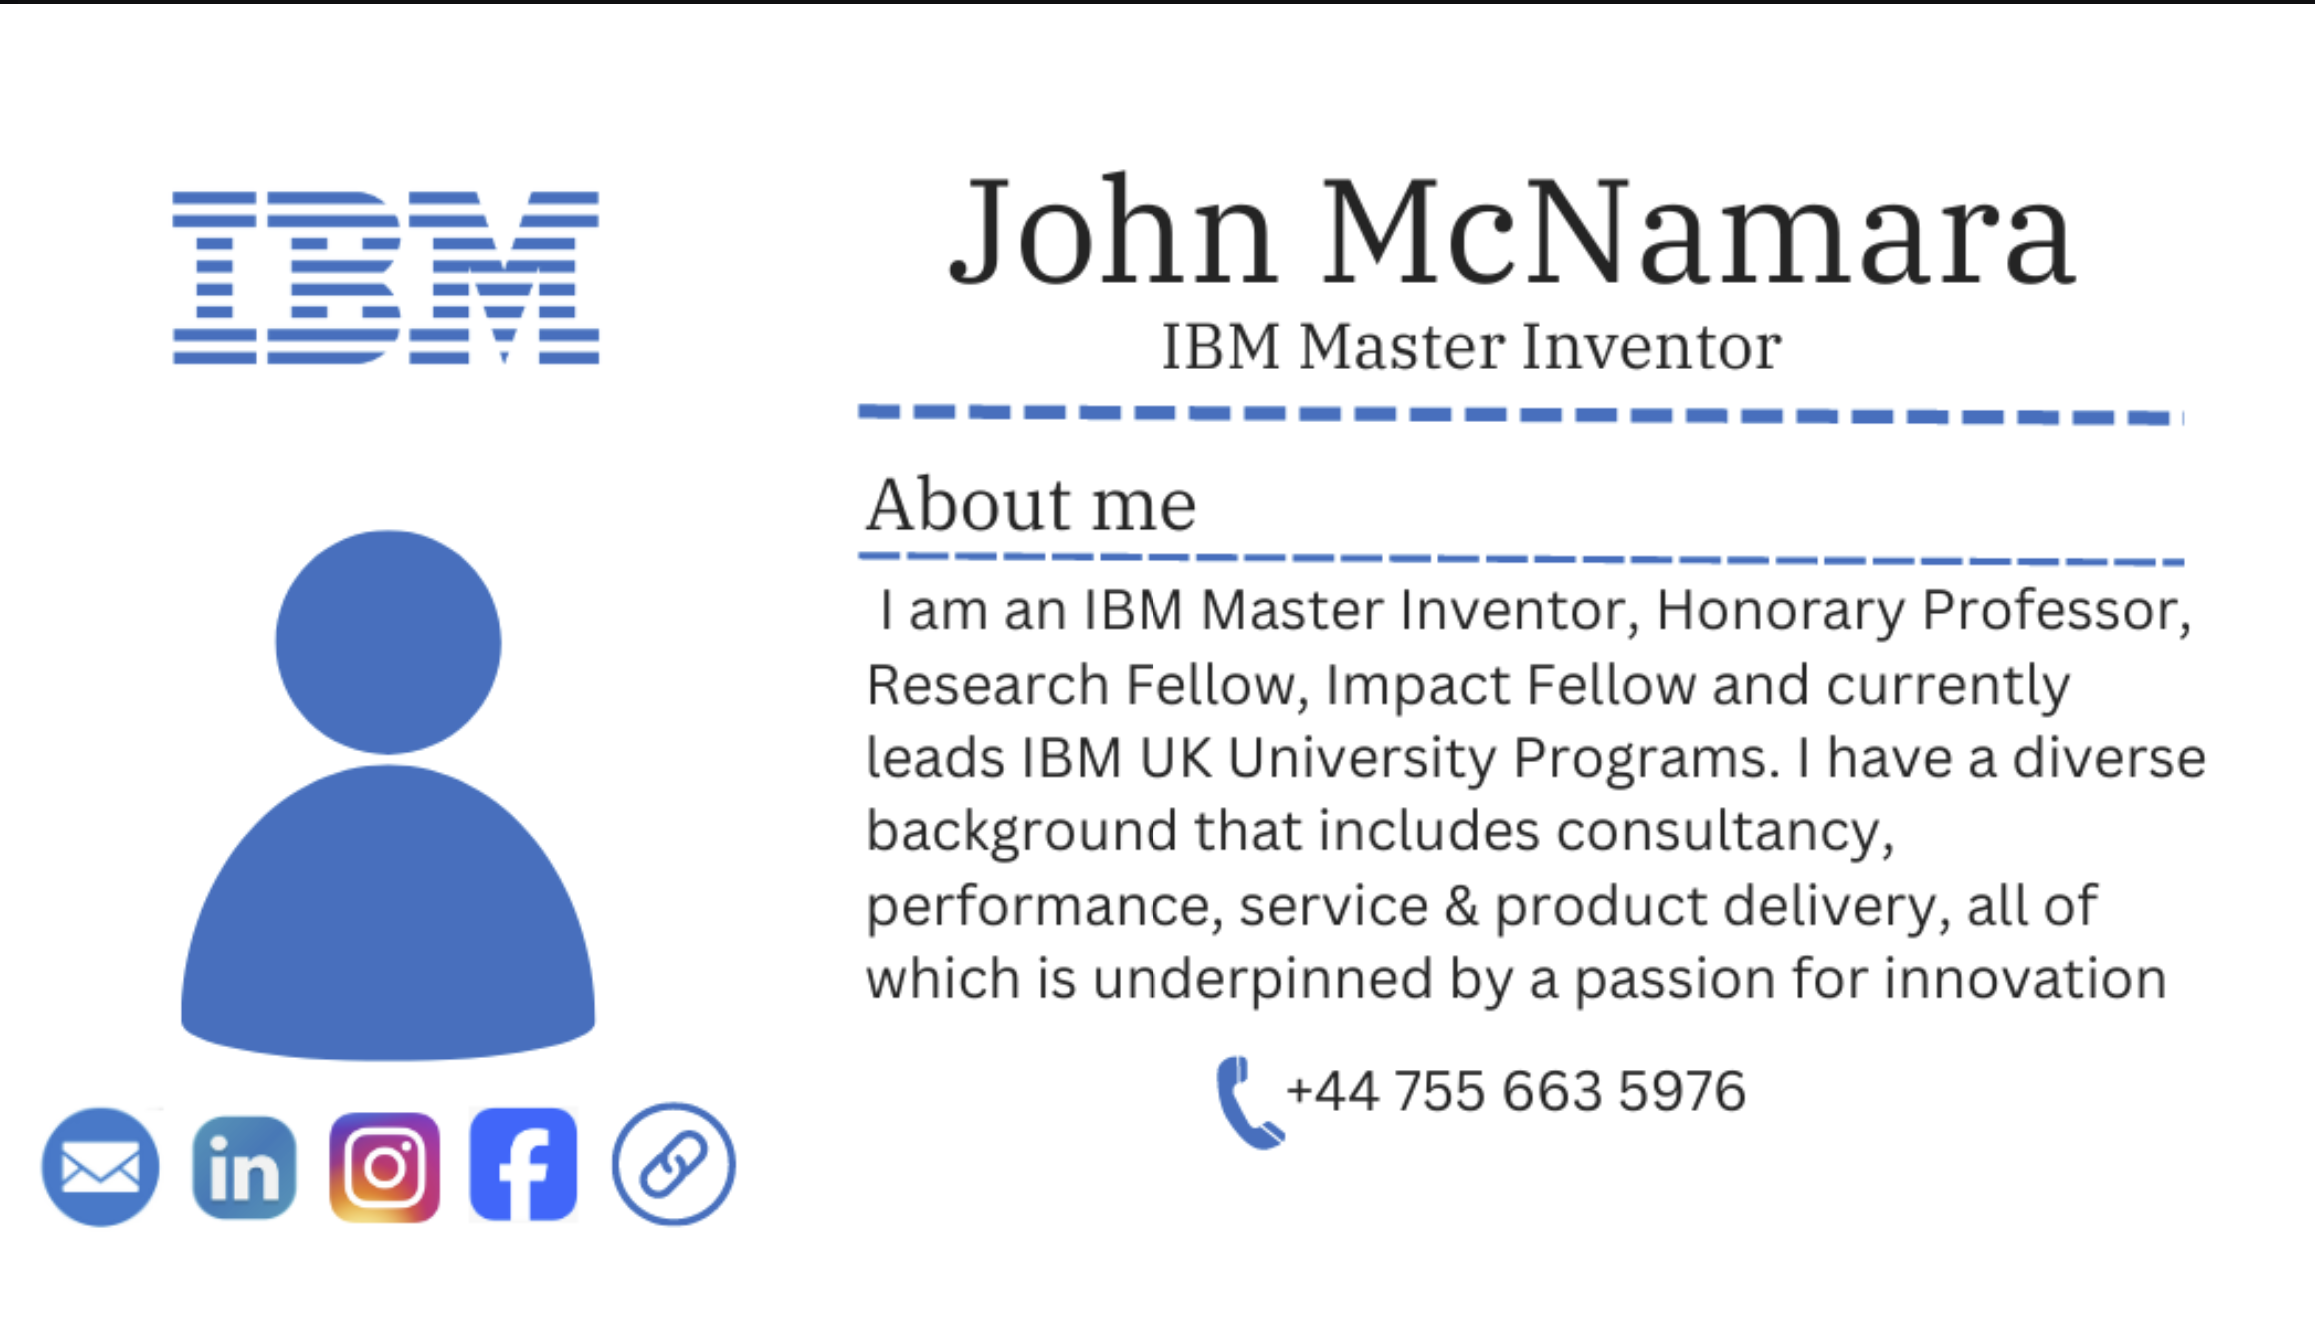 IBM
John McNamara
IBM Master Inventor
About me
I am an IBM Master Inventor, Honorary Professor,
Research Fellow, Impact Fellow and currently
leads IBM UK University Programs. I have a diverse
background that includes consultancy,
performance, service & product delivery, all of
which is underpinned by a passion for innovation
+44 755 663 5976
in
f